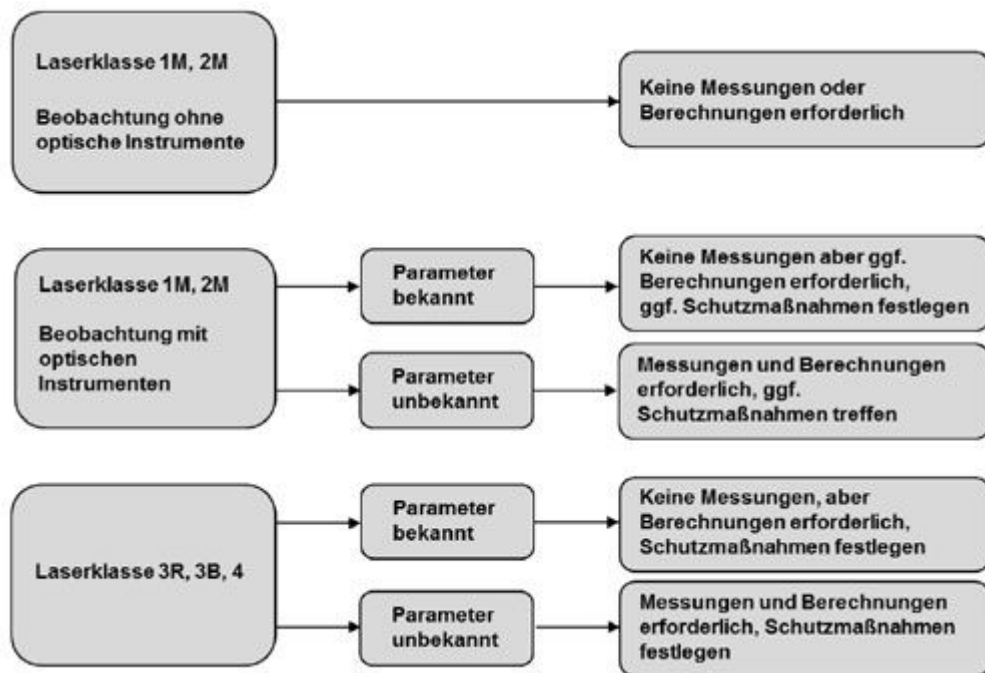 Laserklasse 1M, 2M
Beobachtung ohne
optische Instrumente
Keine Messungen oder
Berechnungen erforderlich
Laserklasse 1M, 2M
Beobachtung mit
optischen
Instrumenten
Parameter
bekannt
Keine Messungen aber ggf.
Berechnungen erforderlich,
ggf. Schutzmaßnahmen festlegen
Parameter
unbekannt
Messungen und Berechnungen
erforderlich, ggf.
Schutzmaßnahmen treffen
Laserklasse 3R, 3B, 4
Parameter
bekannt
Keine Messungen, aber
Berechnungen erforderlich,
Schutzmaßnahmen festlegen
Parameter
unbekannt
Messungen und Berechnungen
erforderlich, Schutzmaßnahmen
festlegen